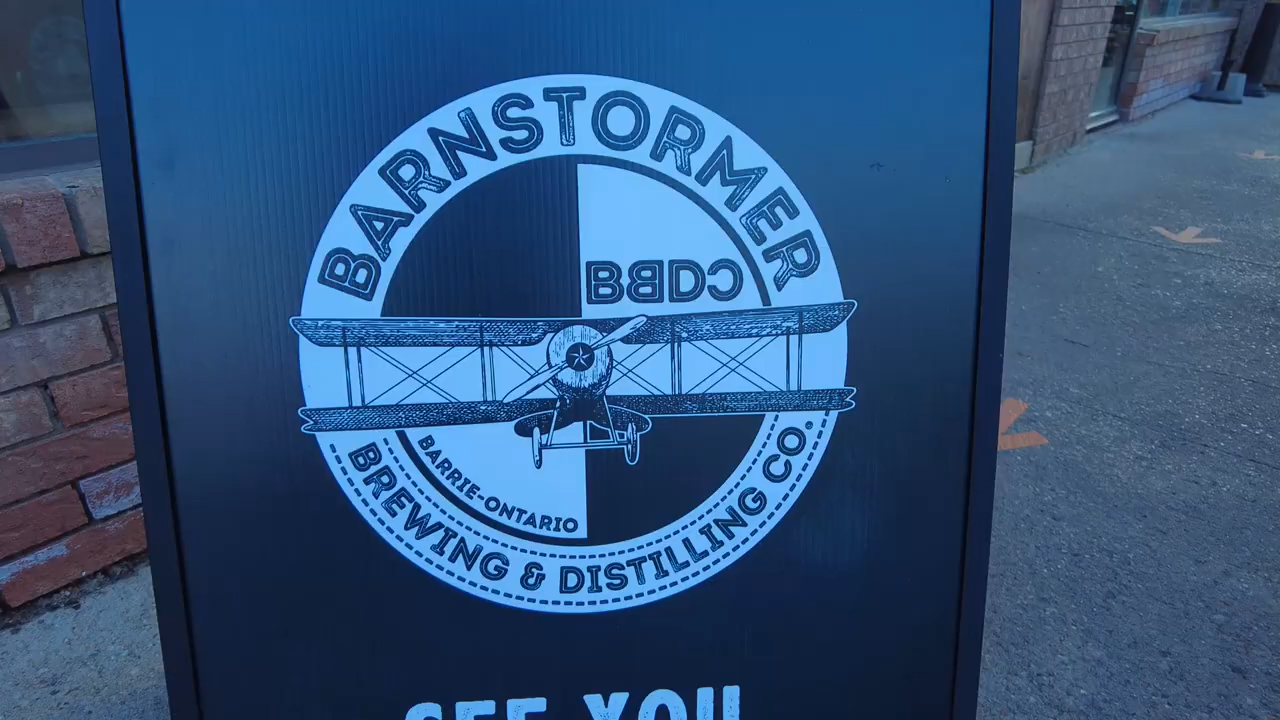 BARNSTORMER
BBDC
BARRIE-ONTARIO
BREWING & DISTILLING CO.
SEE YOU